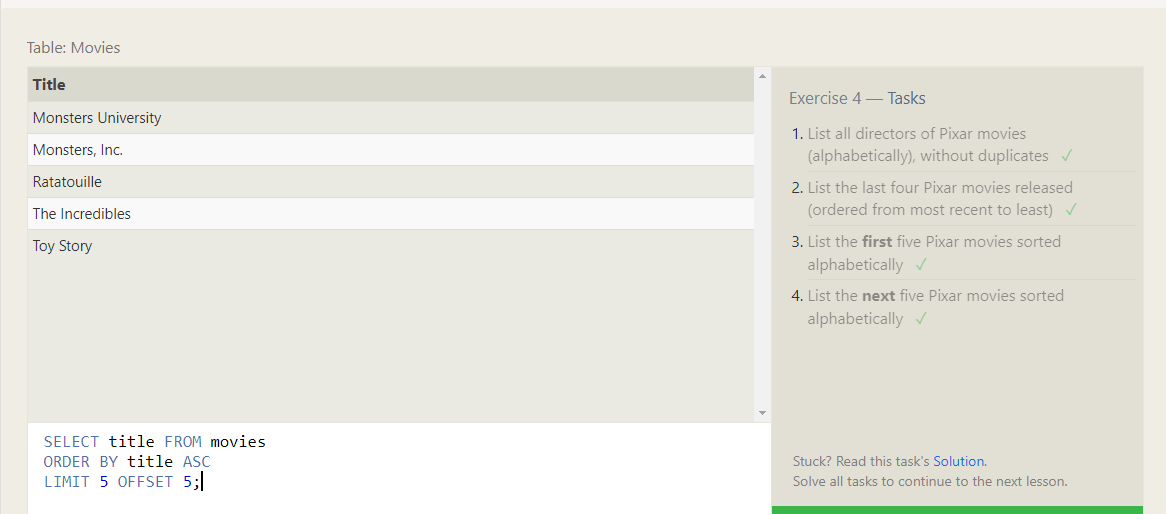 Table: Movies
Title
Monsters University
Monsters, Inc.
Ratatouille
The Incredibles
Toy Story
SELECT title FROM movies
ORDER BY title ASC
LIMIT 5 OFFSET 5;
Exercise 4 — Tasks
1. List all directors of Pixar movies
(alphabetically), without duplicates ✓
2. List the last four Pixar movies released
(ordered from most recent to least) ✓
3. List the first five Pixar movies sorted
alphabetically ✓
4. List the next five Pixar movies sorted
alphabetically ✓
Stuck? Read this task's Solution.
Solve all tasks to continue to the next lesson.